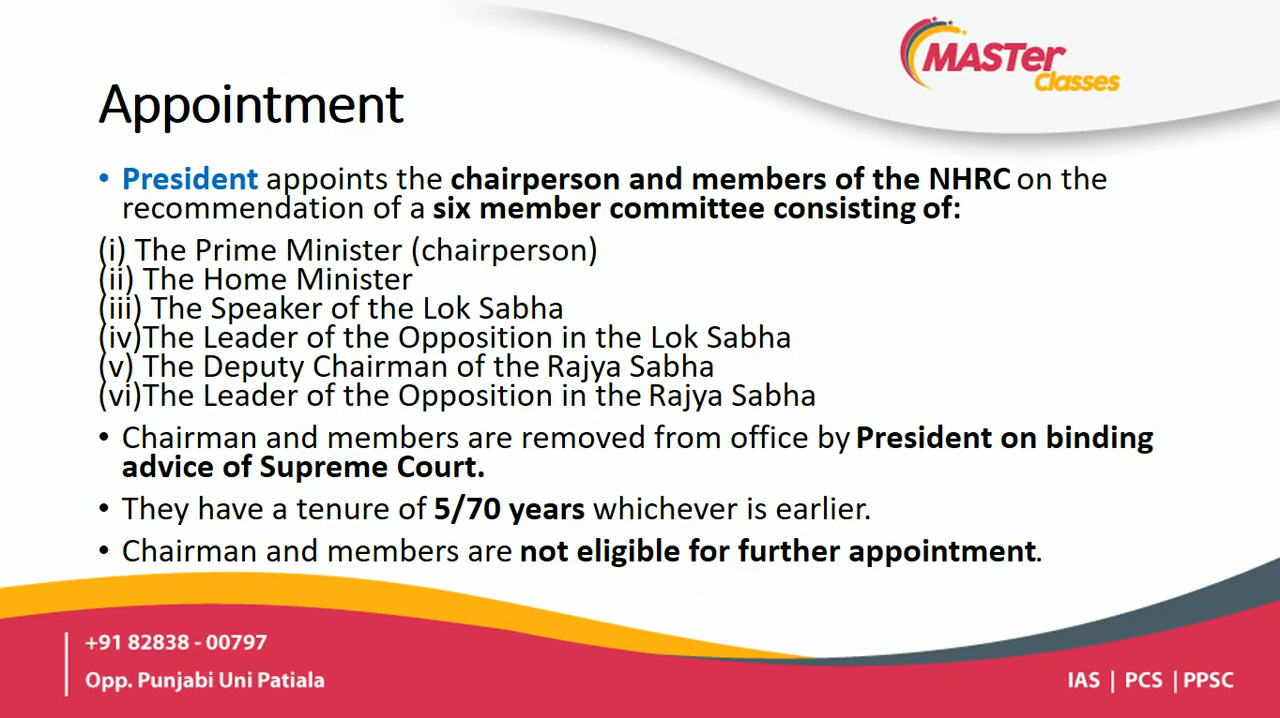 MASTer
Classes
Appointment
• President appoints the chairperson and members of the NHRC on the
recommendation of a six member committee consisting of:
(i) The Prime Minister (chairperson)
(ii) The Home Minister
(iii) The Speaker of the Lok Sabha
(iv)The Leader of the Opposition in the Lok Sabha
(v) The Deputy Chairman of the Rajya Sabha
(vi)The Leader of the Opposition in the Rajya Sabha
• Chairman and members are removed from office by President on binding
advice of Supreme Court.
• They have a tenure of 5/70 years whichever is earlier.
• Chairman and members are not eligible for further appointment.
+91 82838 - 00797
Opp. Punjabi Uni Patiala
IAS | PCS | PPSC